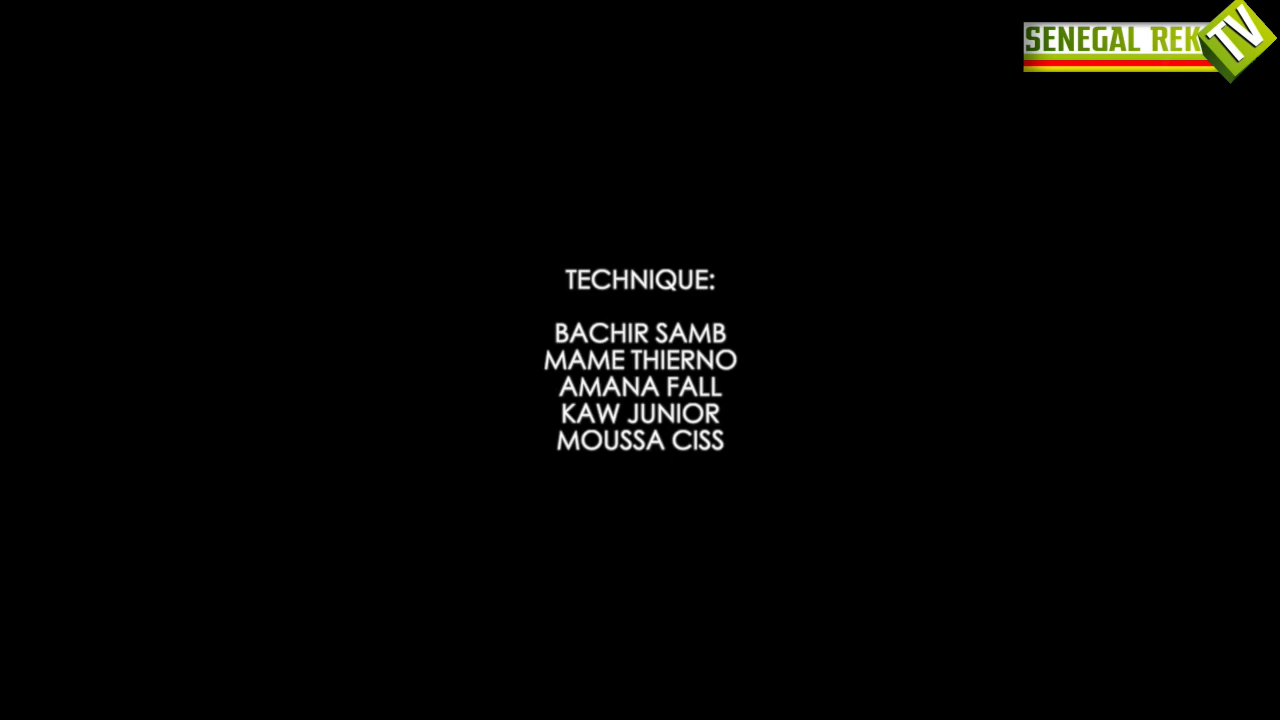 SENEGAL REK TV
TECHNIQUE:
BACHIR SAMB
MAME THIERNO
AMANA FALL
KAW JUNIOR
MOUSSA CISS